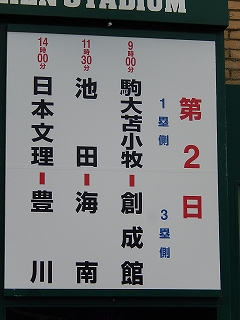 EN STADIUM
第2日
1塁側 3塁側
9時00分 駒大苫小牧-創成館
11時30分 池田-海南
14時00分 日本文理-豊川